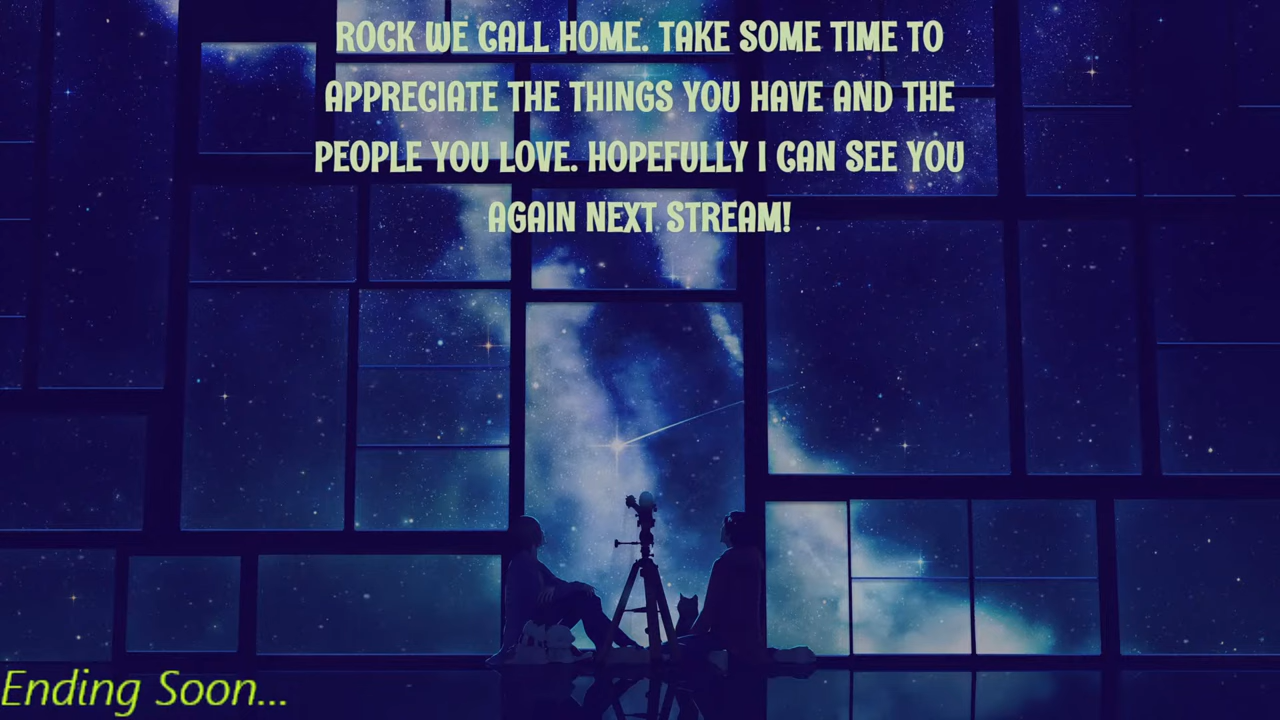 ROCK WE CALL HOME. TAKE SOME TIME TO
APPRECIATE THE THINGS YOU HAVE AND THE
PEOPLE YOU LOVE. HOPEFULLY I CAN SEE YOU
AGAIN NEXT STREAM!
Ending Soon...